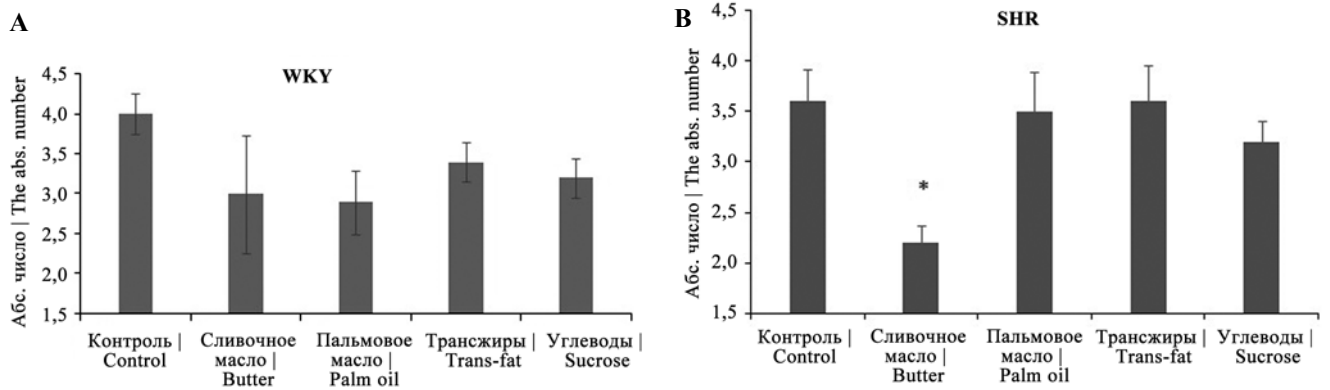 A
WKY
Абс. число | The abs. number
4,5
4,0
3,5
3,0
2,5
2,0
1,5
Контроль |
Control
Сливочное
масло |
Butter
Пальмовое
масло |
Palm oil
Трансжиры |
Trans-fat
Углеводы |
Sucrose
B
SHR
Абс. число | The abs. number
4,5
4,0
3,5
3,0
2,5
2,0
1,5
*
Контроль |
Control
Сливочное
масло |
Butter
Пальмовое
масло |
Palm oil
Трансжиры |
Trans-fat
Углеводы |
Sucrose